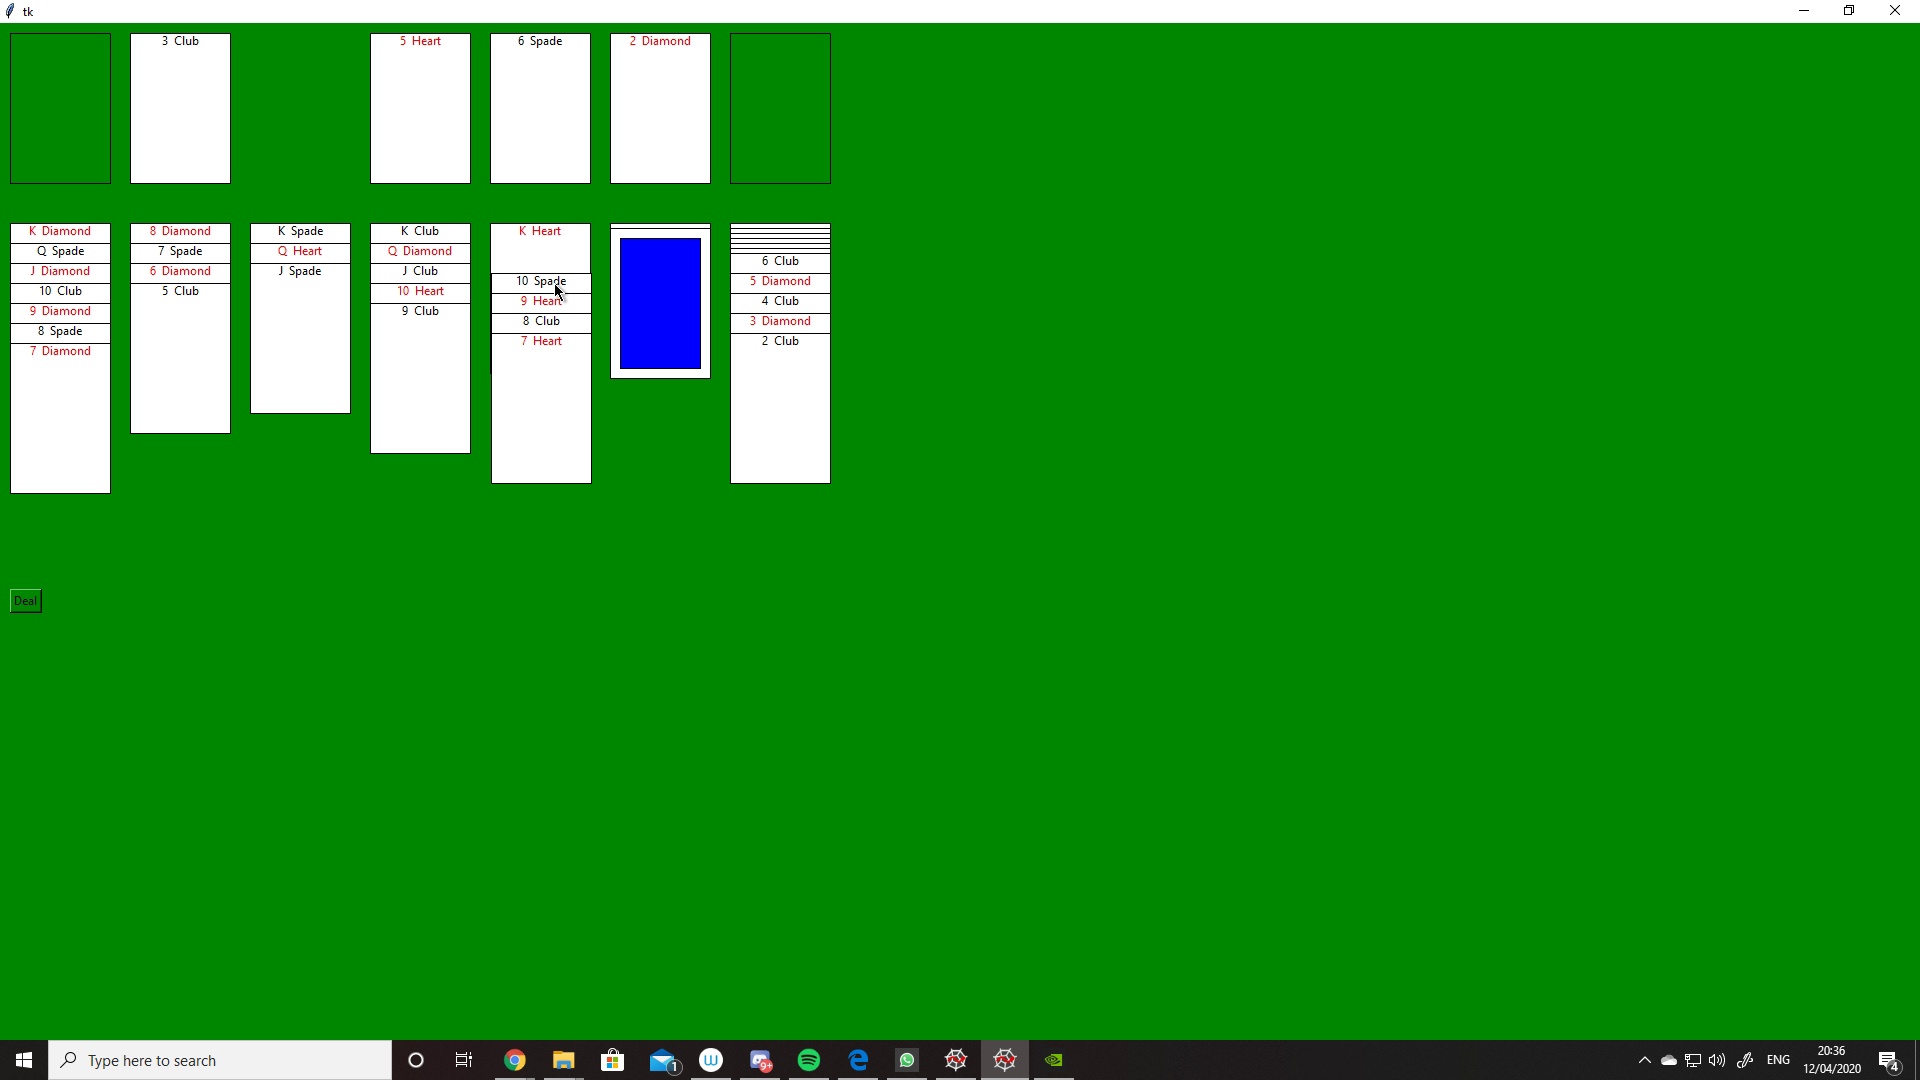 tk
3 Club
5 Heart
6 Spade
2 Diamond
K Diamond
Q Spade
J Diamond
10 Club
9 Diamond
8 Spade
7 Diamond
8 Diamond
7 Spade
6 Diamond
5 Club
K Spade
Q Heart
J Spade
K Club
Q Diamond
J Club
10 Heart
9 Club
K Heart
10 Spade
9 Heart
8 Club
7 Heart
6 Club
5 Diamond
4 Club
3 Diamond
2 Club
Deal
Type here to search
1
W
9+
ENG
20:36
12/04/2020
4